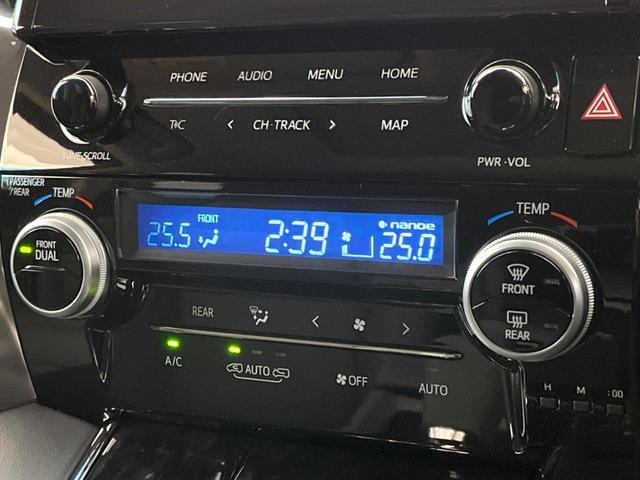 PHONE AUDIO MENU HOME
CH·TRACK
MAP
TUNE·SCROLL
PWR·VOL
PASSENGER
/REAR
TEMP
TEMP
FRONT
DUAL
FRONT
nanoe
25.5
2:39
25.0
FRONT
REAR
REAR
A/C
AUTO
OFF
AUTO
H M :00